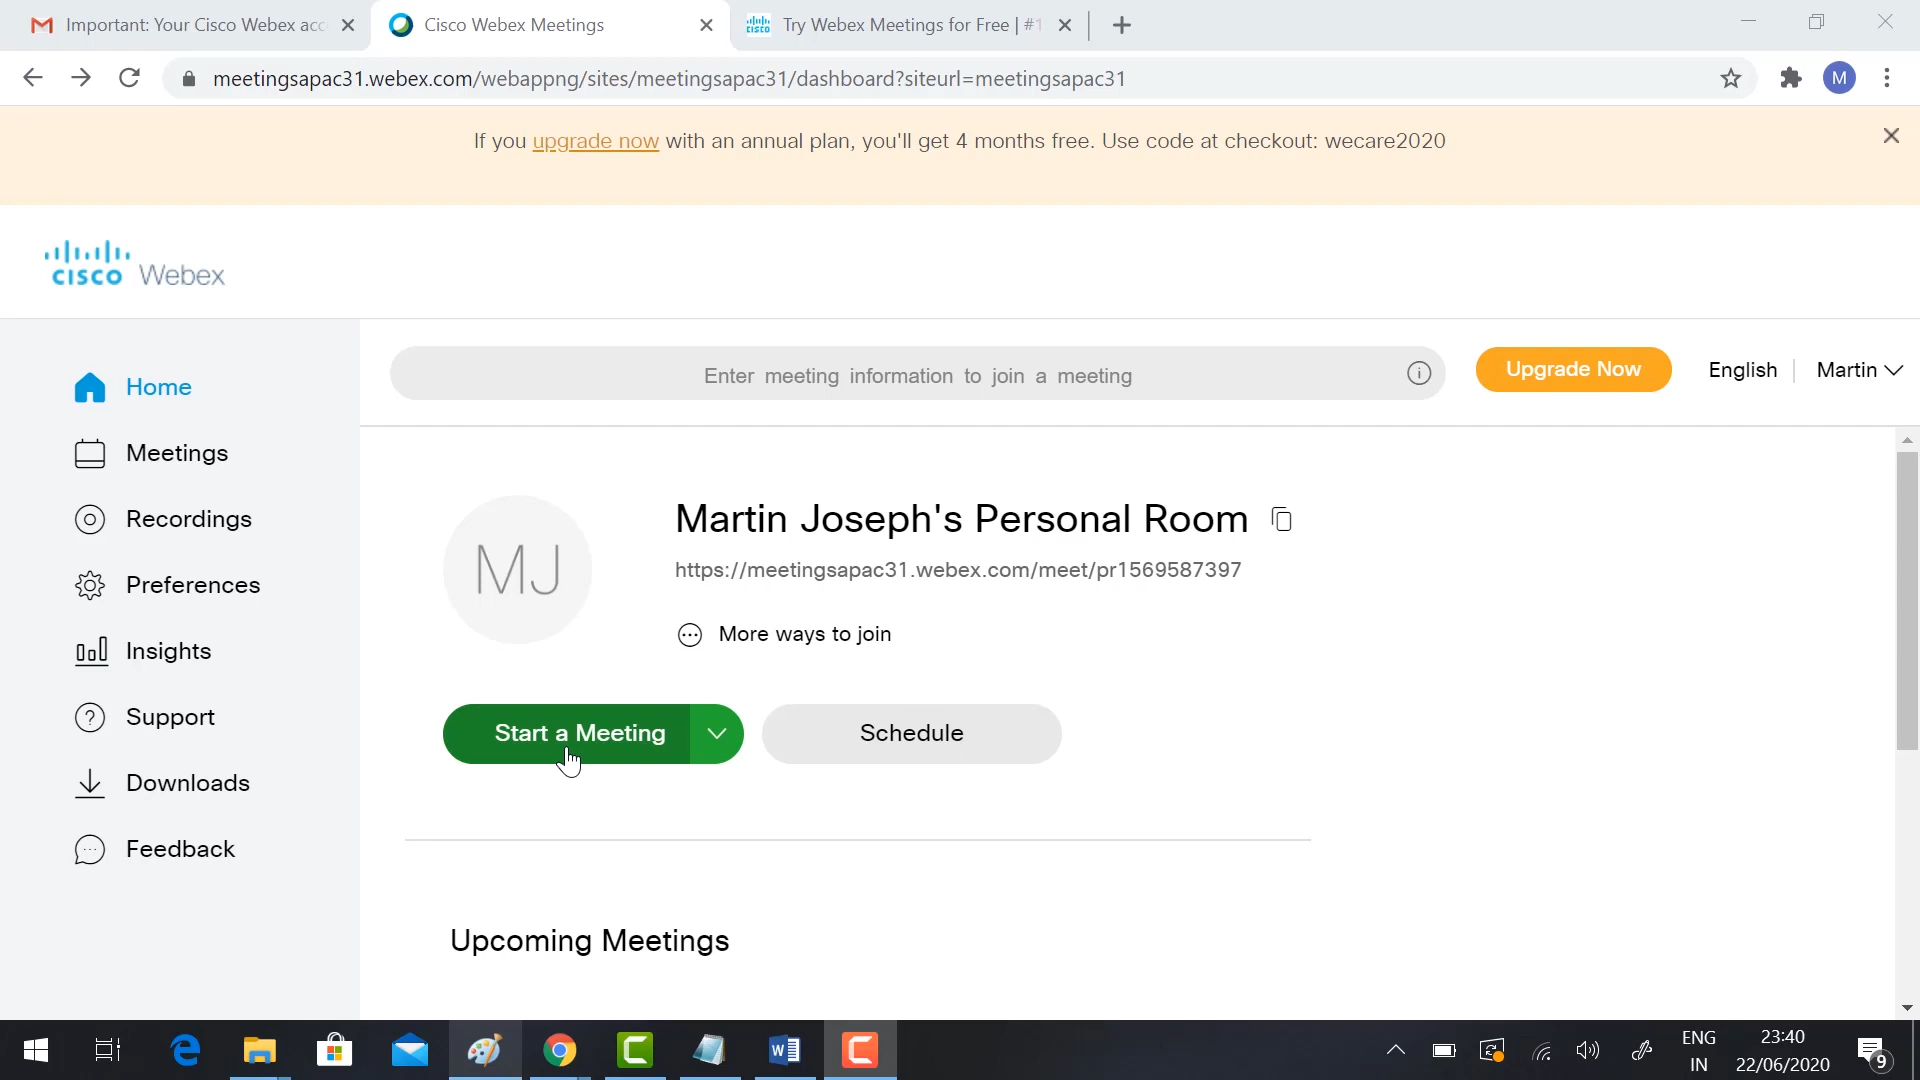 Important: Your Cisco Webex acc
Cisco Webex Meetings
Try Webex Meetings for Free | #1
meetingsapac31.webex.com/webappng/sites/meetingsapac31/dashboard?siteurl=meetingsapac31
M
If you upgrade now with an annual plan, you'll get 4 months free. Use code at checkout: wecare2020
CISCO Webex
Enter meeting information to join a meeting
Upgrade Now
English
Martin
Home
Meetings
Recordings
Preferences
Insights
Support
Downloads
Feedback
MJ
Martin Joseph's Personal Room
https://meetingsapac31.webex.com/meet/pr1569587397
More ways to join
Start a Meeting
Schedule
Upcoming Meetings
ENG
IN
23:40
22/06/2020
9